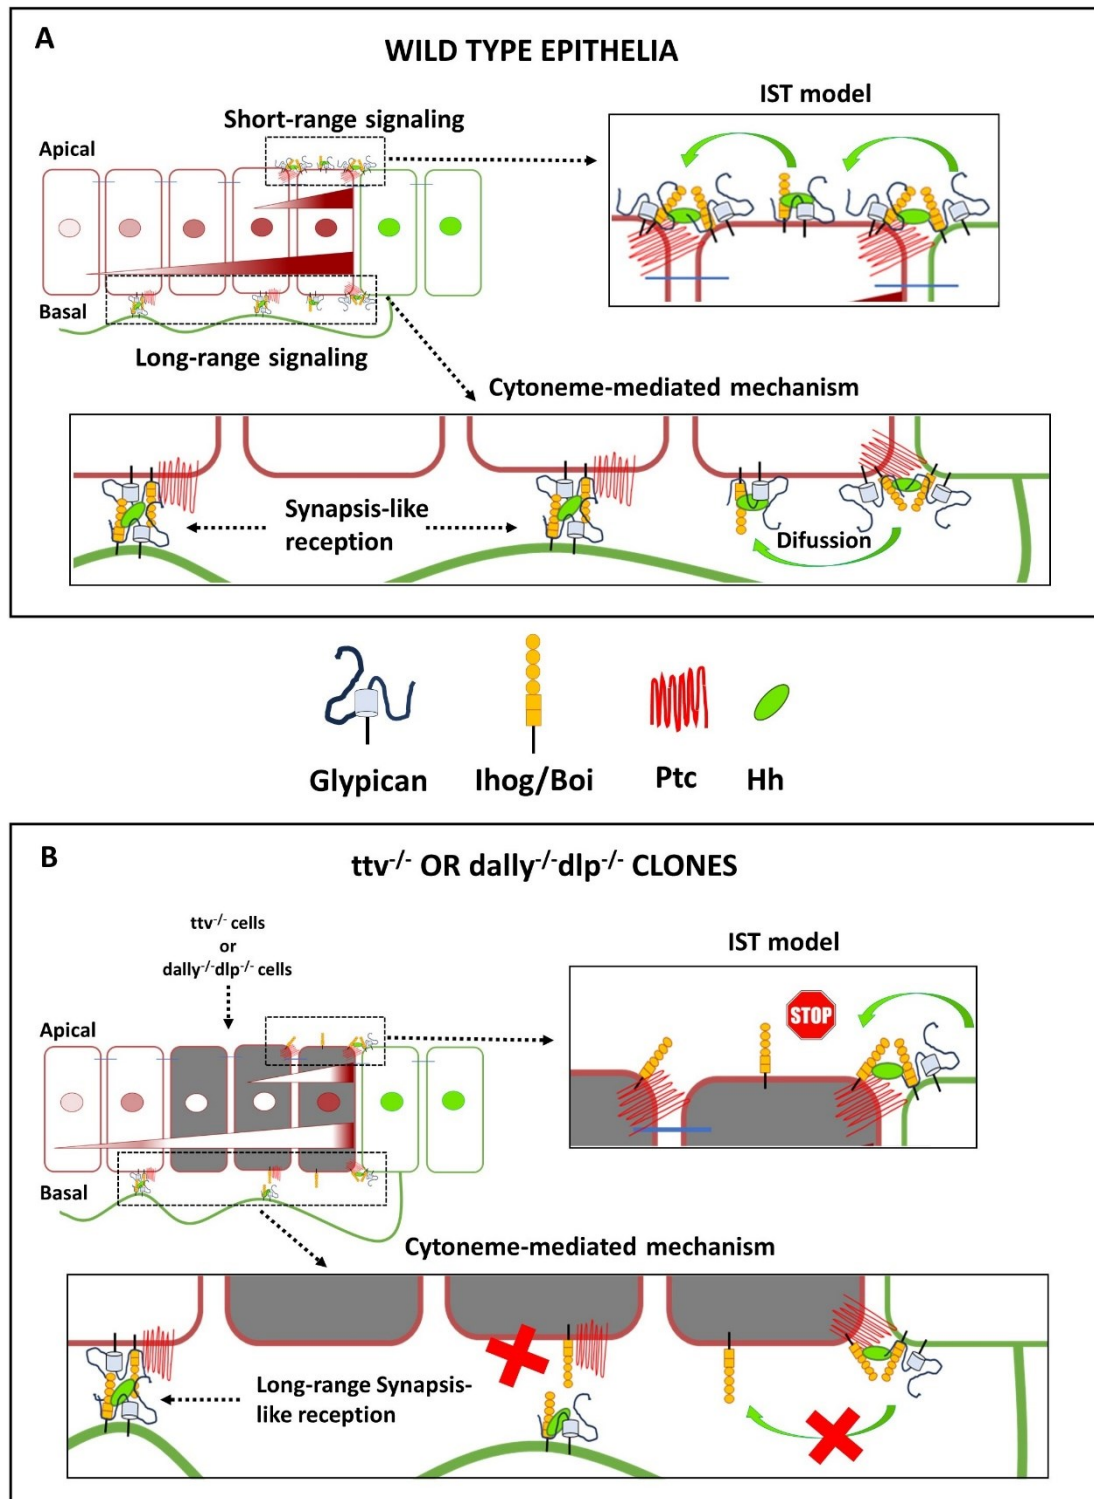 A
WILD TYPE EPITHELIA
IST model
Short-range signaling
Apical
Basal
Long-range signaling
Cytoneme-mediated mechanism
Synapsis-like
reception
Difussion
Glypican
Ihog/Boi
Ptc
Hh
B
ttv-/- OR dally-/-dlp-/- CLONES
ttv-/- cells
or
dally-/-dlp-/- cells
IST model
STOP
Apical
Basal
Cytoneme-mediated mechanism
Long-range Synapsis-
like reception